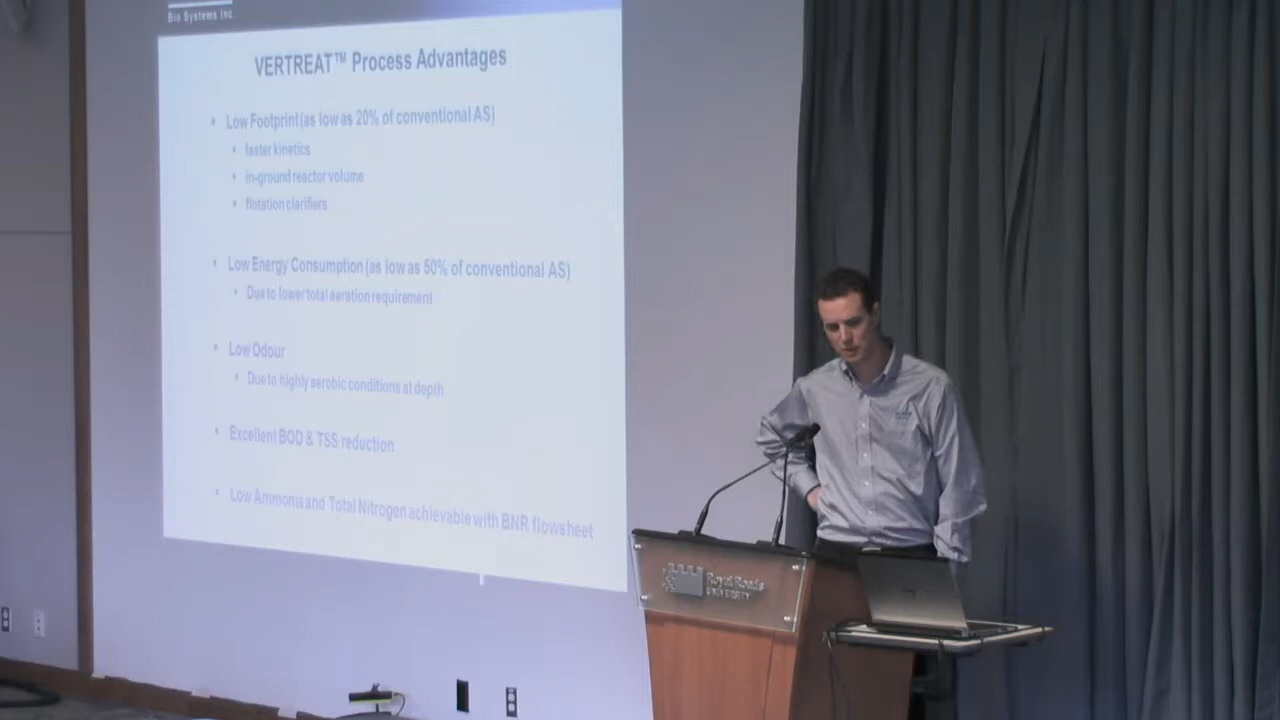 Bio Systems Inc
VERTREAT™ Process Advantages
• Low Footprint (as low as 20% of conventional AS)
• faster kinetics
• in-ground reactor volume
• flotation clarifiers
• Low Energy Consumption (as low as 50% of conventional AS)
• Due to lower total aeration requirement
• Low Odour
• Due to highly aerobic conditions at depth
• Excellent BOD & TSS reduction
• Low Ammonia and Total Nitrogen achievable with BNR flowsheet
Royal Roads
UNIVERSITY